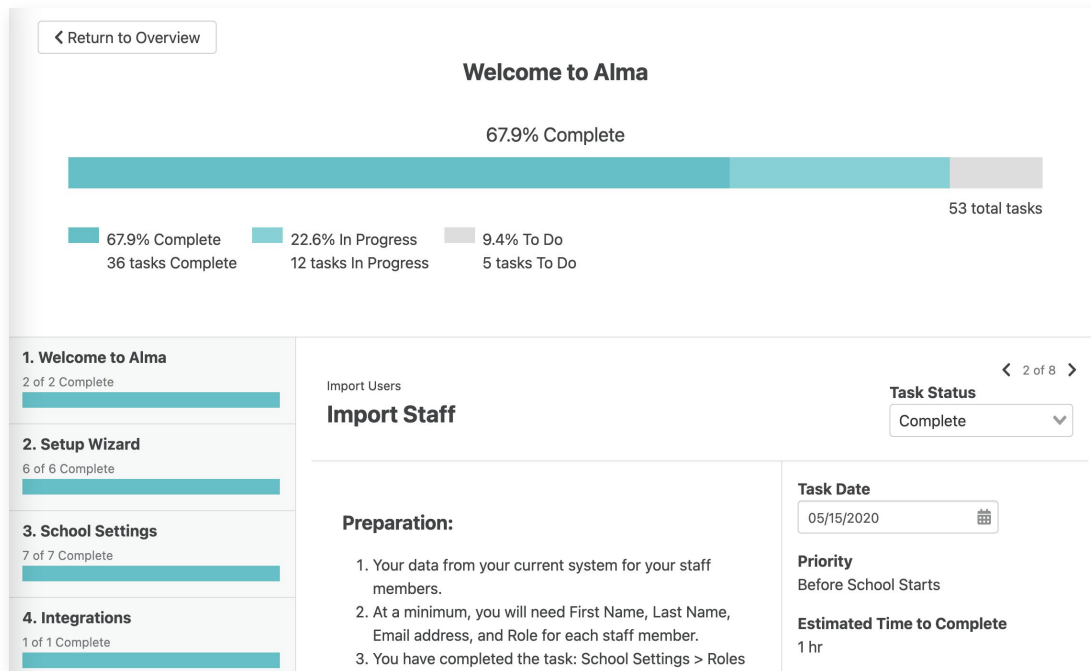 Return to Overview
Welcome to Alma
67.9% Complete
53 total tasks
67.9% Complete
36 tasks Complete
22.6% In Progress
12 tasks In Progress
9.4% To Do
5 tasks To Do
1. Welcome to Alma
2 of 2 Complete
2. Setup Wizard
6 of 6 Complete
3. School Settings
7 of 7 Complete
4. Integrations
1 of 1 Complete
2 of 8
Import Users
Import Staff
Task Status
Complete
Preparation:
1. Your data from your current system for your staff
members.
2. At a minimum, you will need First Name, Last Name,
Email address, and Role for each staff member.
3. You have completed the task: School Settings > Roles
Task Date
05/15/2020
Priority
Before School Starts
Estimated Time to Complete
1 hr